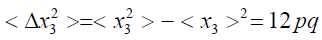 < Δx₃² >=< x₃² > − < x₃ >²= 12 pq